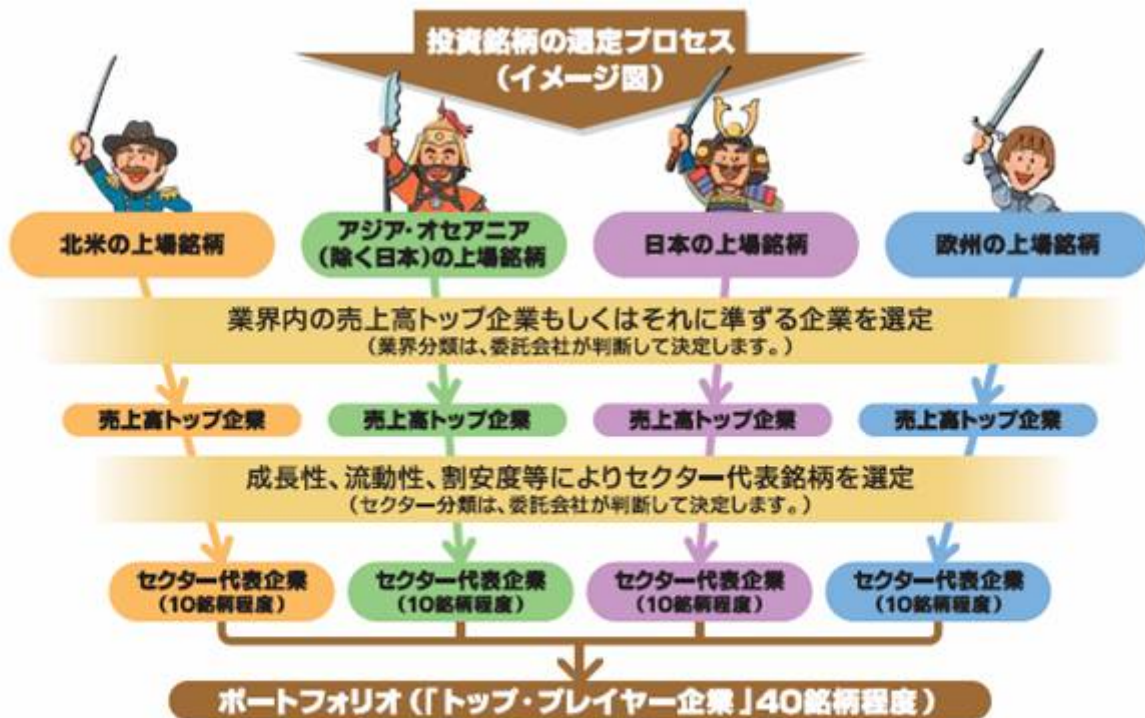 投資銘柄の選定プロセス
(イメージ図)
北米の上場銘柄
アジア・オセアニア
(除く日本)の上場銘柄
日本の上場銘柄
欧州の上場銘柄
業界内の売上高トップ企業もしくはそれに準ずる企業を選定
(業界分類は、委託会社が判断して決定します。)
売上高トップ企業
売上高トップ企業
売上高トップ企業
売上高トップ企業
成長性、流動性、割安度等によりセクター代表銘柄を選定
(セクター分類は、委託会社が判断して決定します。)
セクター代表企業
(10銘柄程度)
セクター代表企業
(10銘柄程度)
セクター代表企業
(10銘柄程度)
セクター代表企業
(10銘柄程度)
ポートフォリオ(「トップ・プレイヤー企業」40銘柄程度)